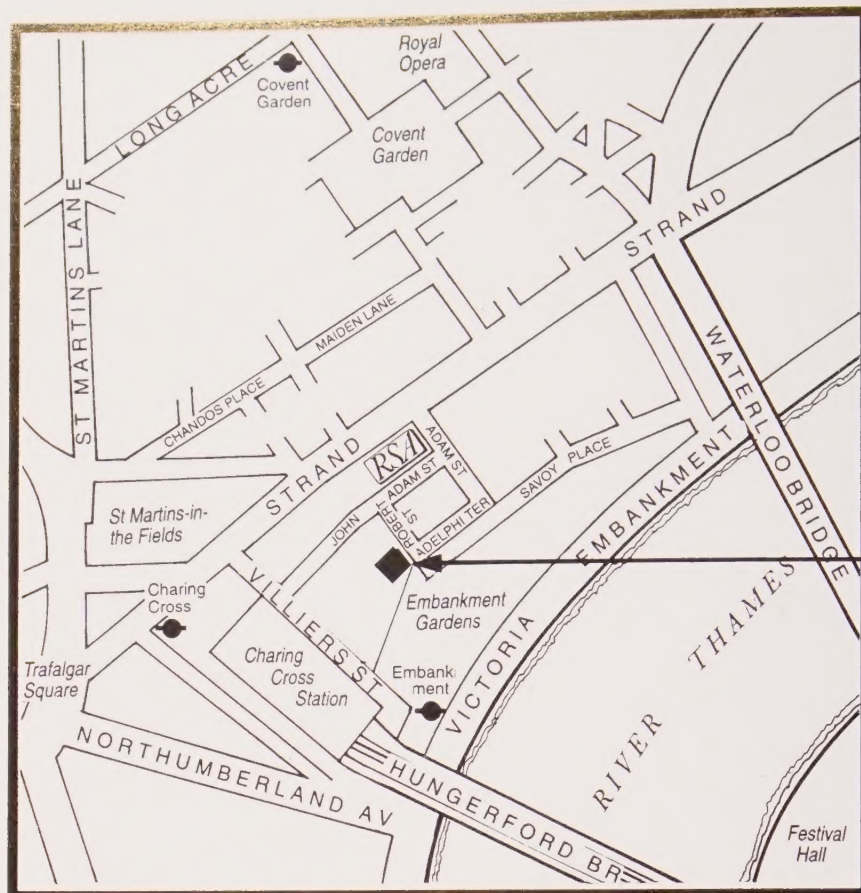 Royal
Opera
Covent
Garden
LONG ACRE
Covent
Garden
ST MARTINS LANE
STRAND
MAIDEN LANE
CHANDOS PLACE
WATERLOO BRIDGE
STRAND
RSA
ADAM ST
JOHN
ADAM ST
ROBERT
ST
ADELPHI TER
SAVOY PLACE
St Martins-in-
the Fields
VICTORIA
EMBANKMENT
Charing
Cross
VILLIERS ST
Embankment
Gardens
RIVER
THAMES
Trafalgar
Square
Charing
Cross
Station
Embank
ment
NORTHUMBERLAND AV
HUNGERFORD BR
Festival
Hall